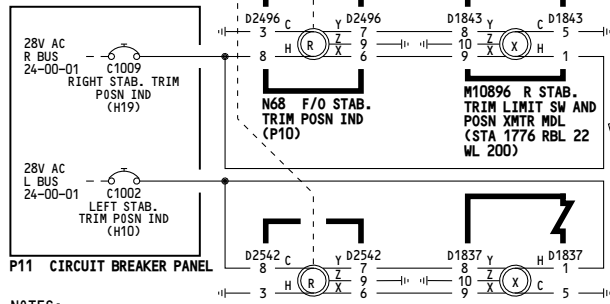 28V AC
R BUS
24-00-01
C1009
RIGHT STAB. TRIM
POSN IND
(H19)
28V AC
L BUS
24-00-01
C1002
LEFT STAB.
TRIM POSN IND
(H10)
P11 CIRCUIT BREAKER PANEL
D2496 C D2496 D1843 Y C D1843
3 R Y 7 8 X 5
Z 9 10 Z
8 H X 6 9 X H 1
N68 F/O STAB.
TRIM POSN IND
(P10)
M10896 R STAB.
TRIM LIMIT SW AND
POSN XMTR MDL
(STA 1776 RBL 22
WL 200)
D2542 C D2542 D1837 Y H D1837
8 R Y 7 8 X 1
Z 9 10 Z
3 H X 6 9 X C 5
NOTES: